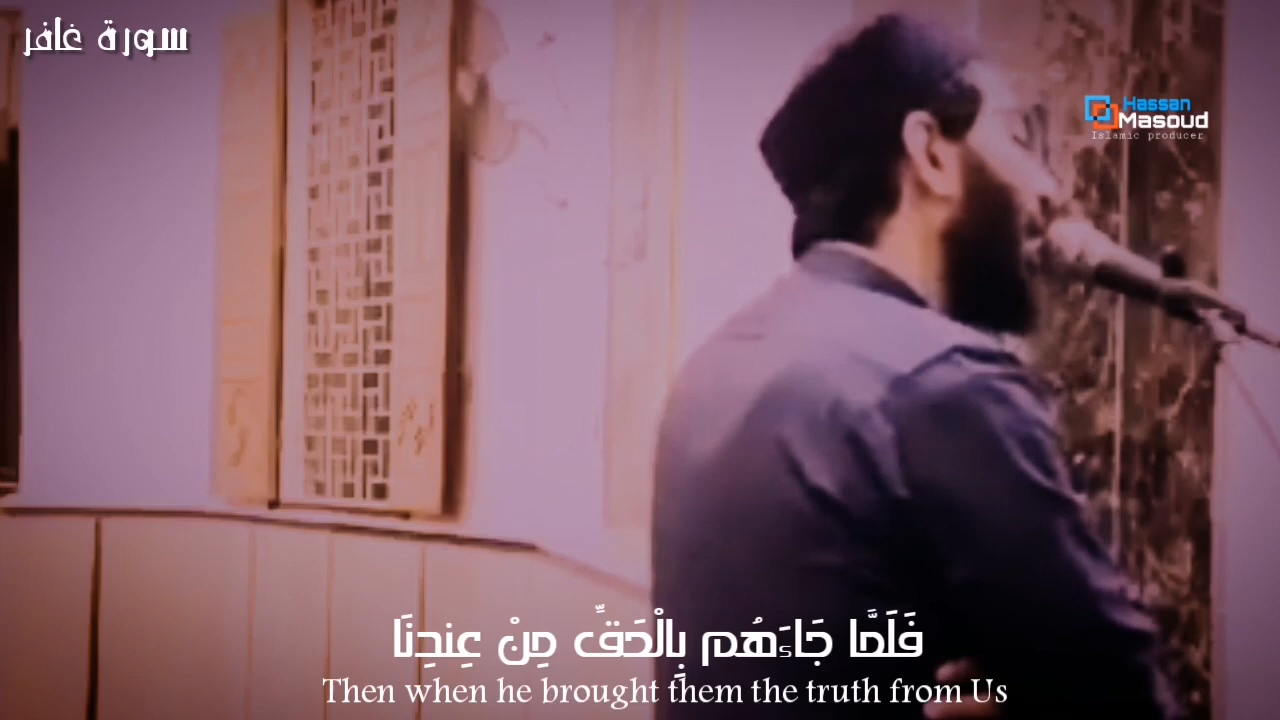 سورة غافر
Hassan
Masoud
Islamic producer
فَلَمَّا جَاءَهُم بِالْحَقِّ مِنْ عِندِنَا
Then when he brought them the truth from Us